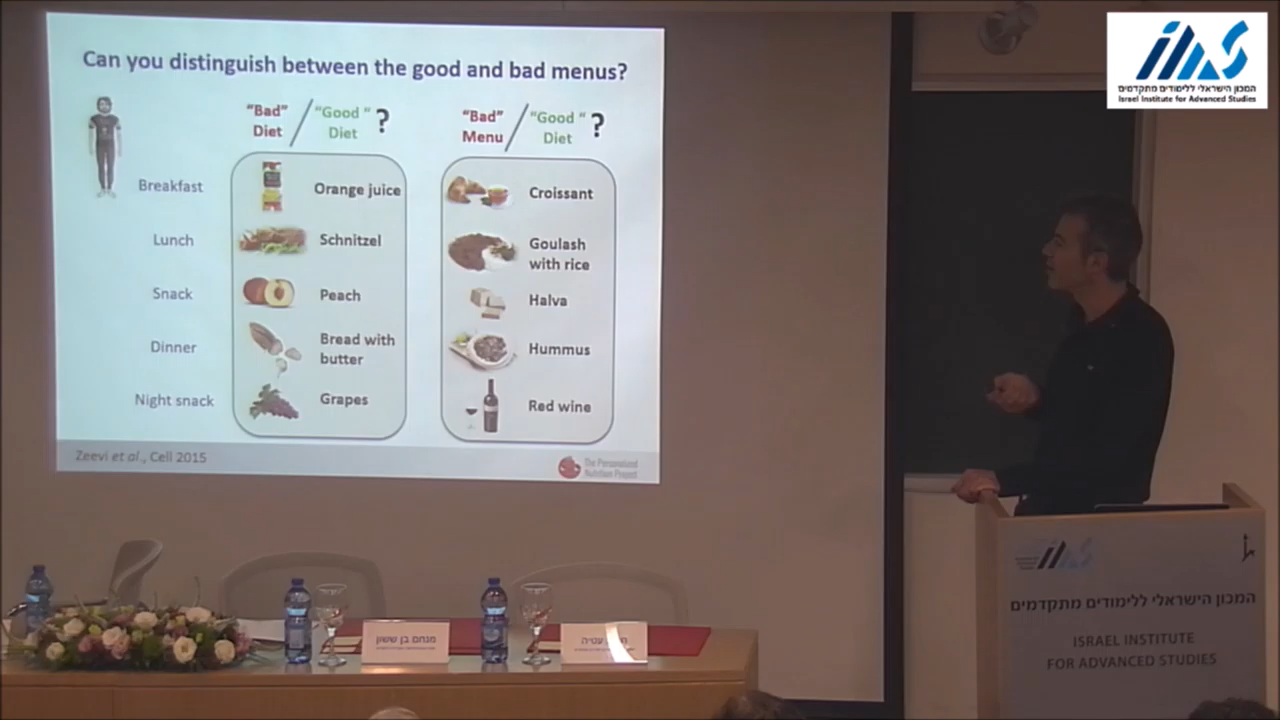 Can you distinguish between the good and bad menus?
"Bad" Diet / "Good " Diet ?
"Bad" Menu / "Good " Diet ?
Breakfast
Orange juice
Croissant
Lunch
Schnitzel
Goulash with rice
Snack
Peach
Halva
Dinner
Bread with butter
Hummus
Night snack
Grapes
Red wine
Zeevi et al., Cell 2015
The Personalized
Nutrition Project
המכון הישראלי ללימודים מתקדמים
Israel Institute for Advanced Studies
מנחם בן ששון
המכון הישראלי ללימודים מתקדמים
ISRAEL INSTITUTE
FOR ADVANCED STUDIES